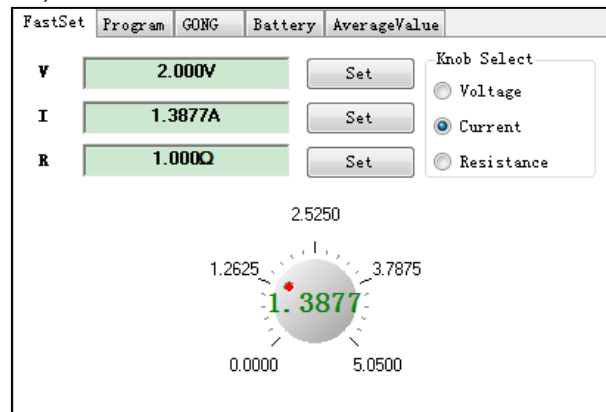 FastSet Program GONG Battery AverageValue
V 2.000V Set
I 1.3877A Set
R 1.000Ω Set
Knob Select
Voltage
Current
Resistance
2.5250
1.2625 3.7875
1.3877
0.0000 5.0500